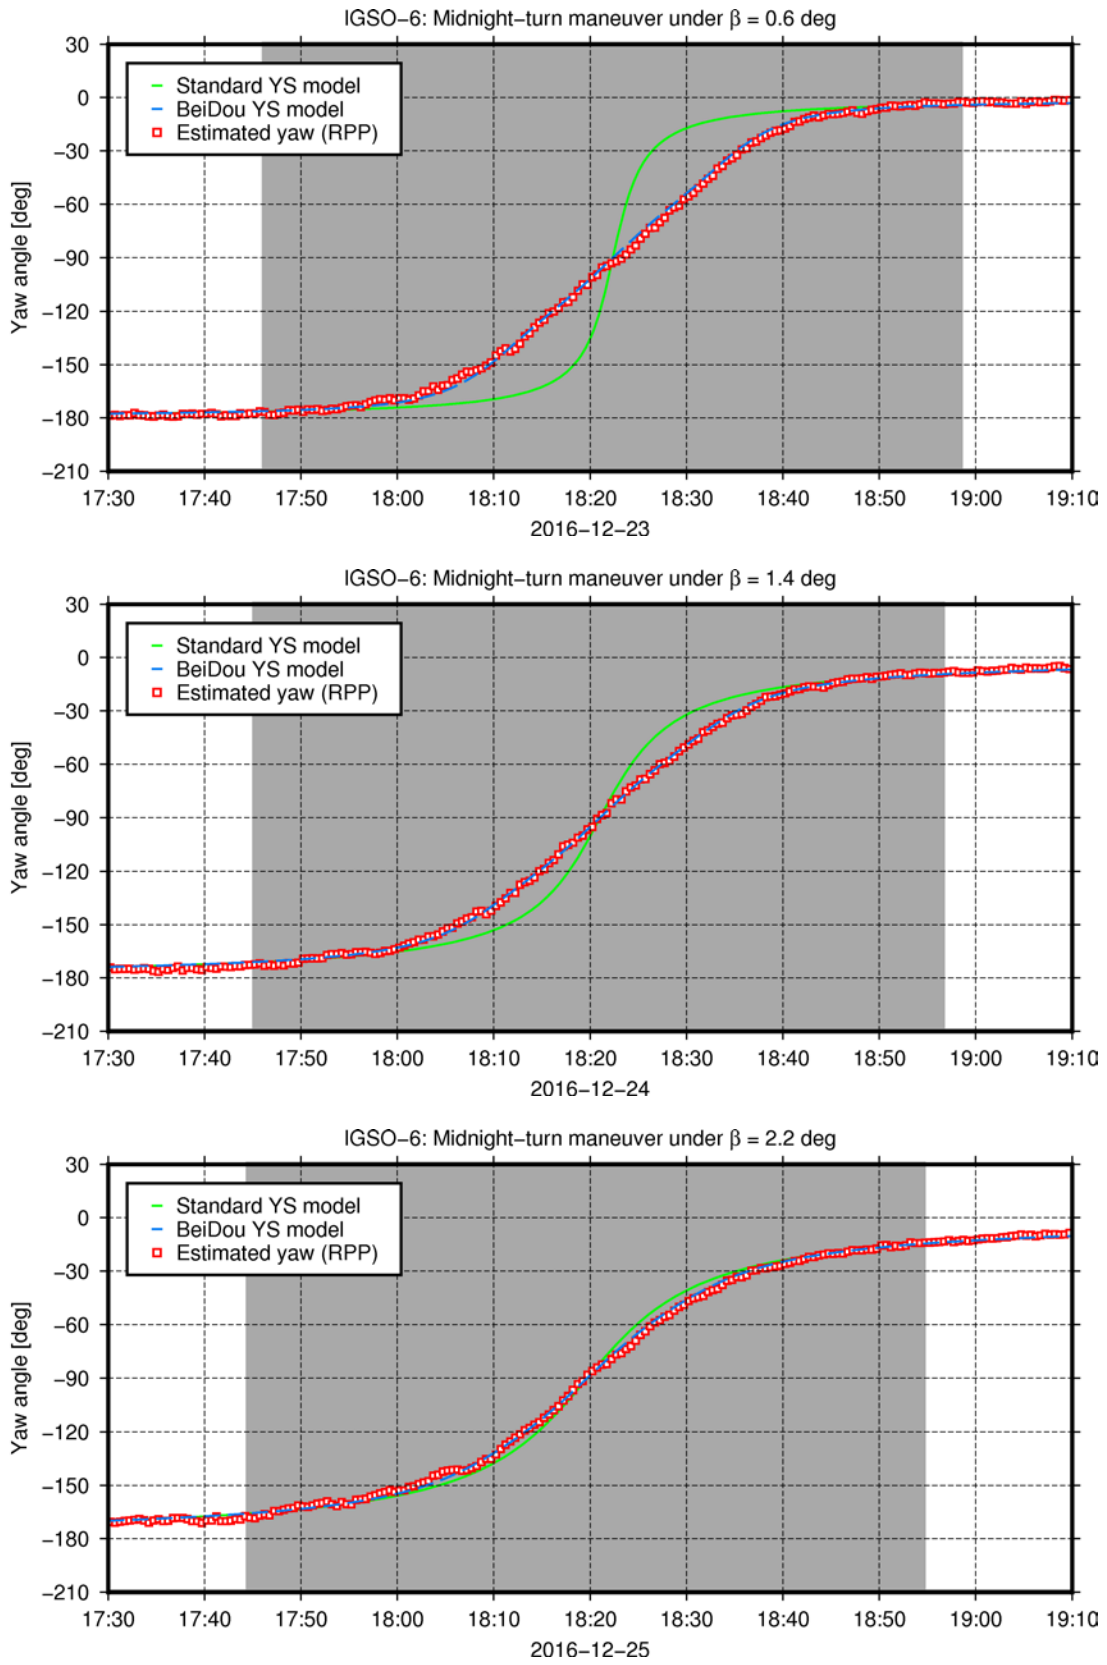 IGSO−6: Midnight−turn maneuver under β = 0.6 deg
30
0
−30
−60
−90
−120
−150
−180
−210
Yaw angle [deg]
Standard YS model
BeiDou YS model
Estimated yaw (RPP)
17:30 17:40 17:50 18:00 18:10 18:20 18:30 18:40 18:50 19:00 19:10
2016−12−23
IGSO−6: Midnight−turn maneuver under β = 1.4 deg
30
0
−30
−60
−90
−120
−150
−180
−210
Yaw angle [deg]
Standard YS model
BeiDou YS model
Estimated yaw (RPP)
17:30 17:40 17:50 18:00 18:10 18:20 18:30 18:40 18:50 19:00 19:10
2016−12−24
IGSO−6: Midnight−turn maneuver under β = 2.2 deg
30
0
−30
−60
−90
−120
−150
−180
−210
Yaw angle [deg]
Standard YS model
BeiDou YS model
Estimated yaw (RPP)
17:30 17:40 17:50 18:00 18:10 18:20 18:30 18:40 18:50 19:00 19:10
2016−12−25